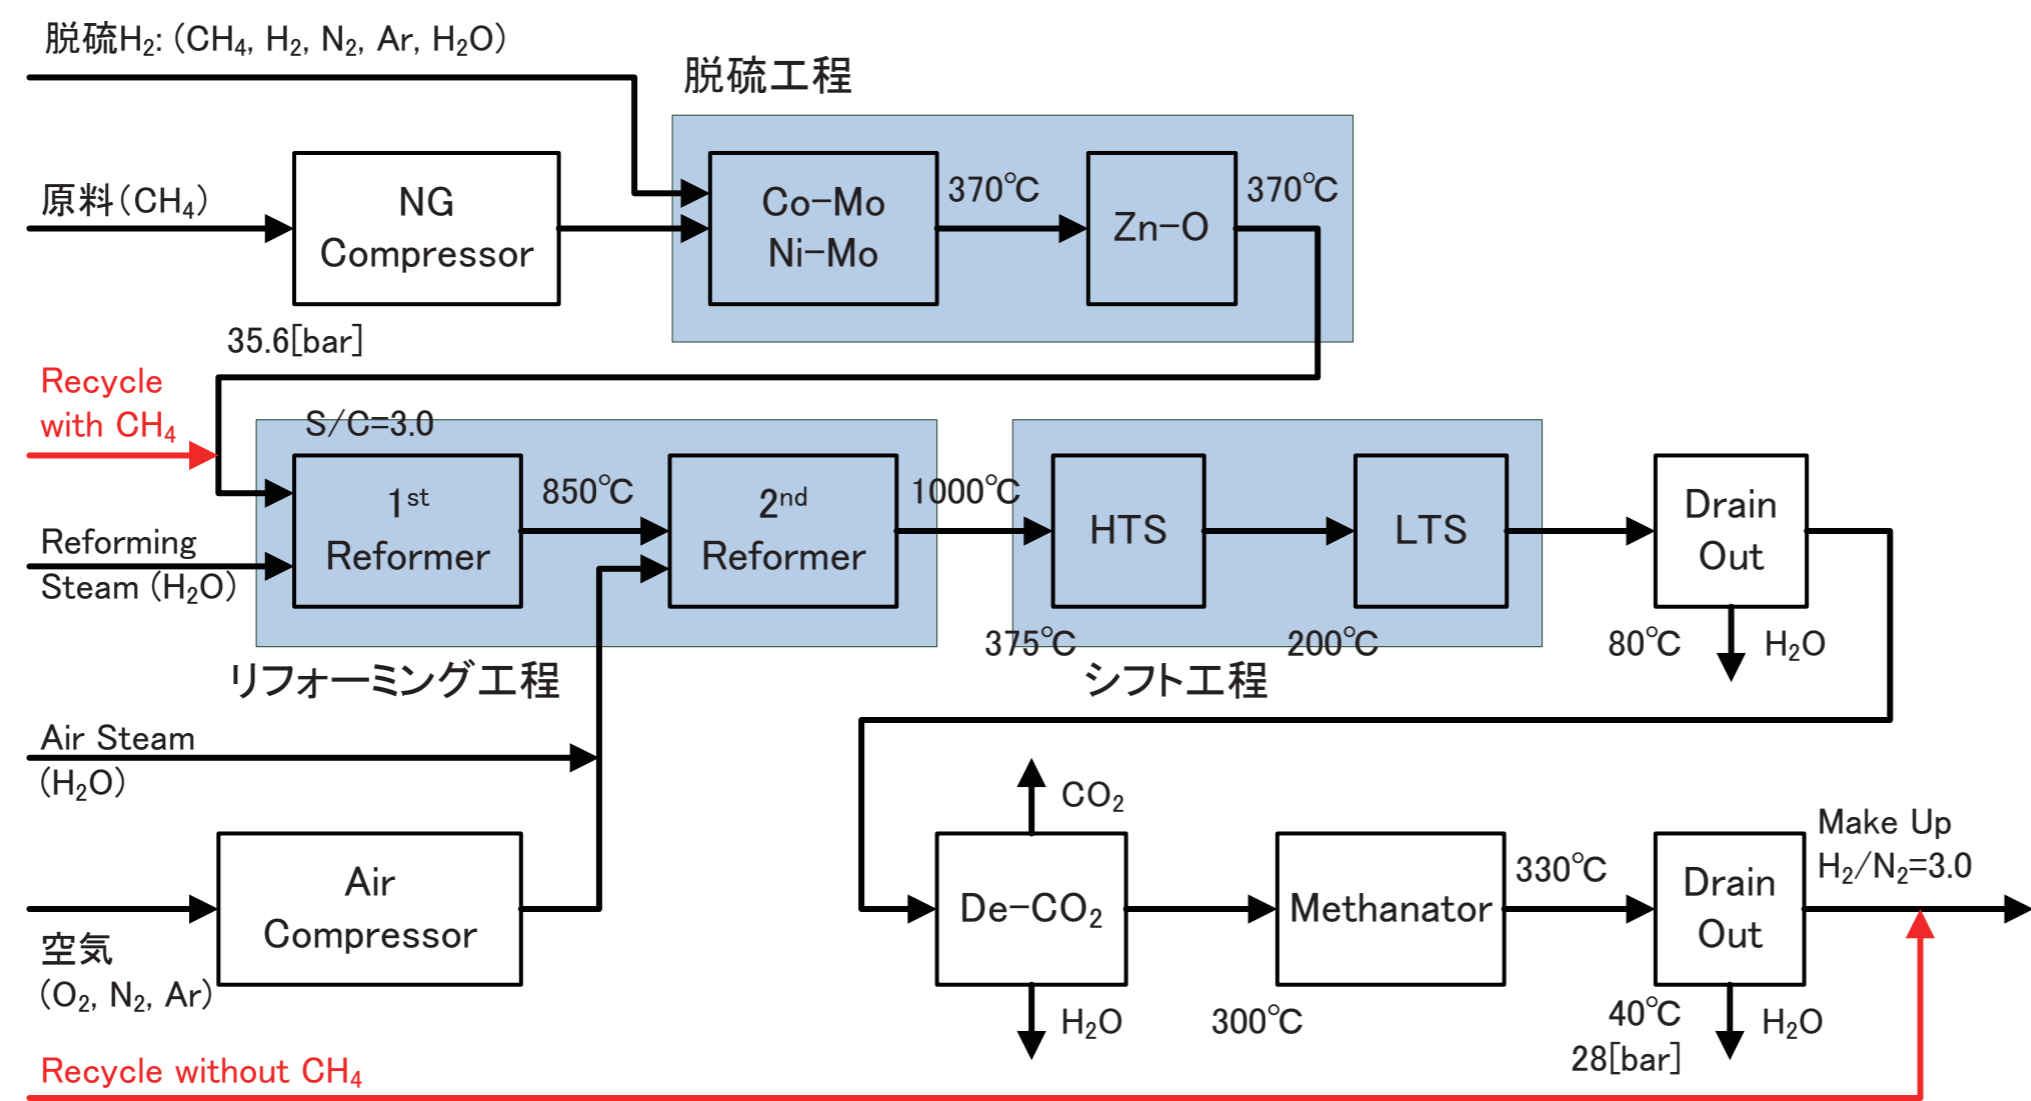 脱硫H₂: (CH₄, H₂, N₂, Ar, H₂O)
脱硫工程
原料(CH₄)
NG
Compressor
Co-Mo
Ni-Mo
370℃
Zn-O
370℃
35.6[bar]
Recycle
with CH₄
S/C=3.0
1st
Reformer
850℃
2nd
Reformer
1000℃
HTS
LTS
Drain
Out
Reforming
Steam (H₂O)
375℃
200℃
80℃
H₂O
リフォーミング工程
シフト工程
Air Steam
(H₂O)
CO₂
Make Up
H₂/N₂=3.0
Air
Compressor
De-CO₂
Methanator
330℃
Drain
Out
空気
(O₂, N₂, Ar)
H₂O
300℃
40℃
28[bar]
H₂O
Recycle without CH₄